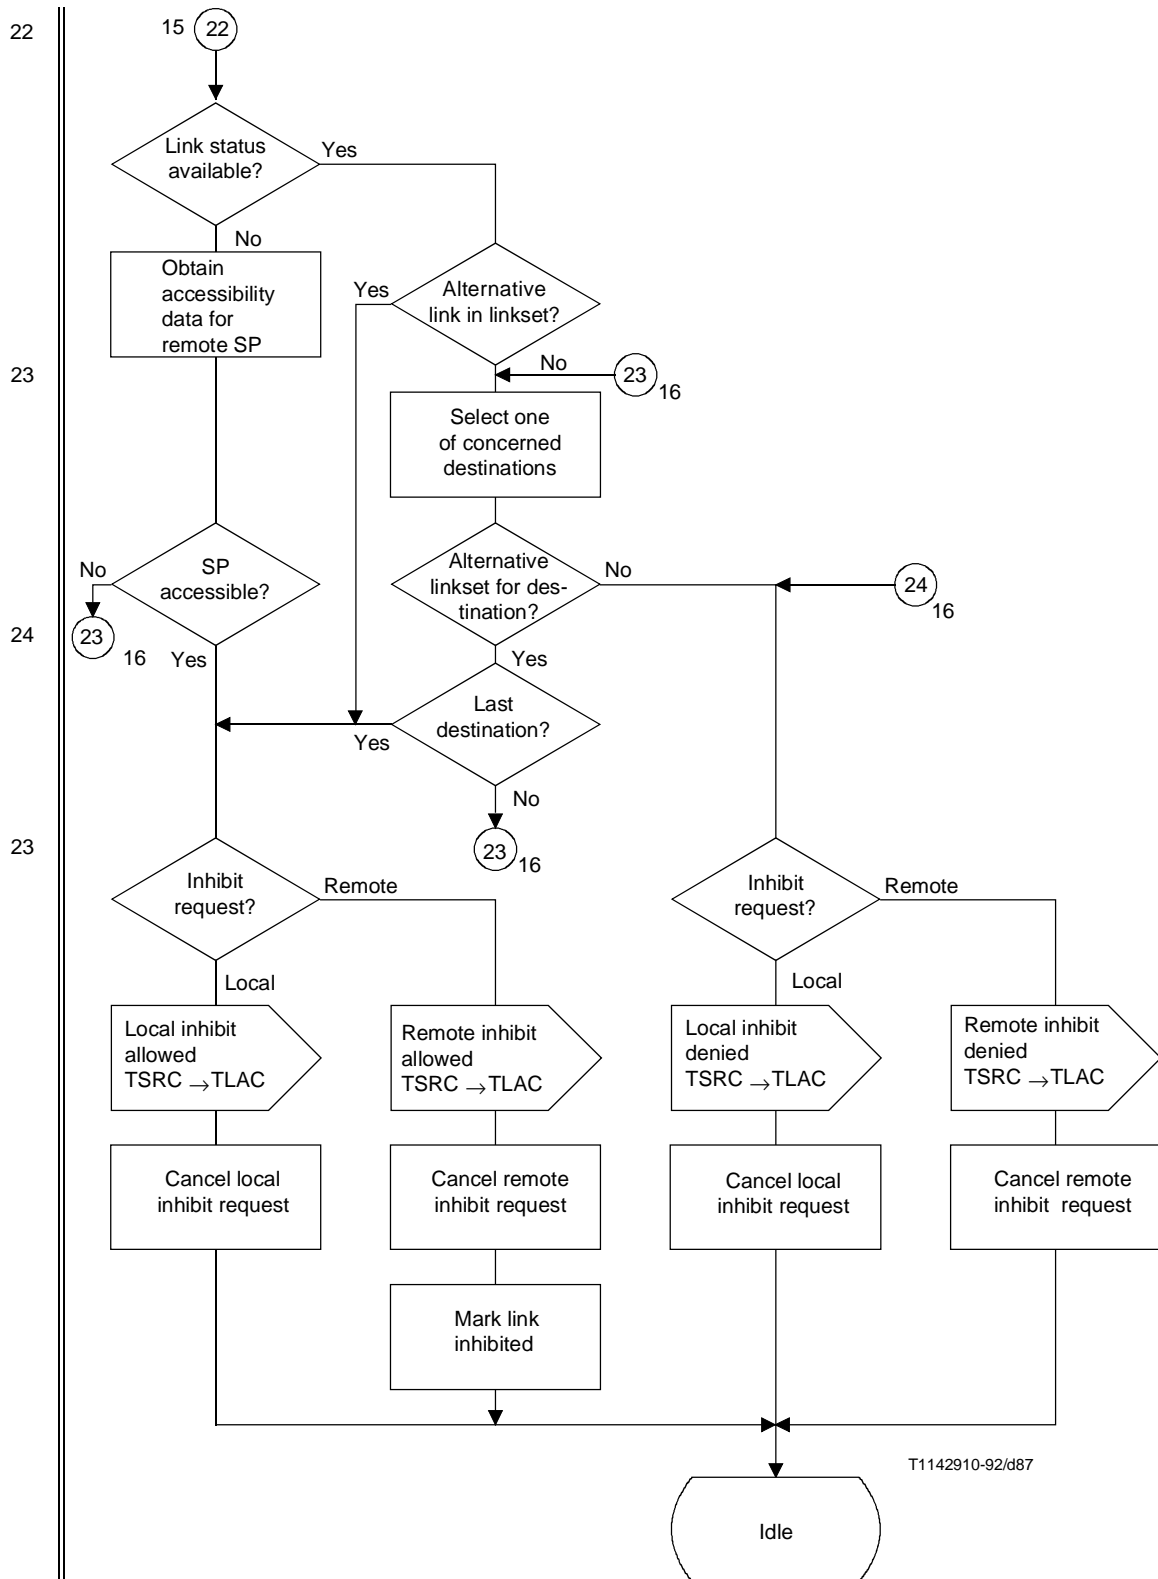 22
15
22
Link status
available?
Yes
No
Obtain
accessibility
data for
remote SP
Yes
Alternative
link in linkset?
23
No
23
16
Select one
of concerned
destinations
No
SP
accessible?
Alternative
linkset for des-
tination?
No
24
16
24
23
16
Yes
Yes
Last
destination?
Yes
No
23
16
23
Inhibit
request?
Remote
Inhibit
request?
Remote
Local
Local
Local inhibit
allowed
TSRC → TLAC
Remote inhibit
allowed
TSRC → TLAC
Local inhibit
denied
TSRC → TLAC
Remote inhibit
denied
TSRC → TLAC
Cancel local
inhibit request
Cancel remote
inhibit request
Cancel local
inhibit request
Cancel remote
inhibit request
Mark link
inhibited
T1142910-92/d87
Idle